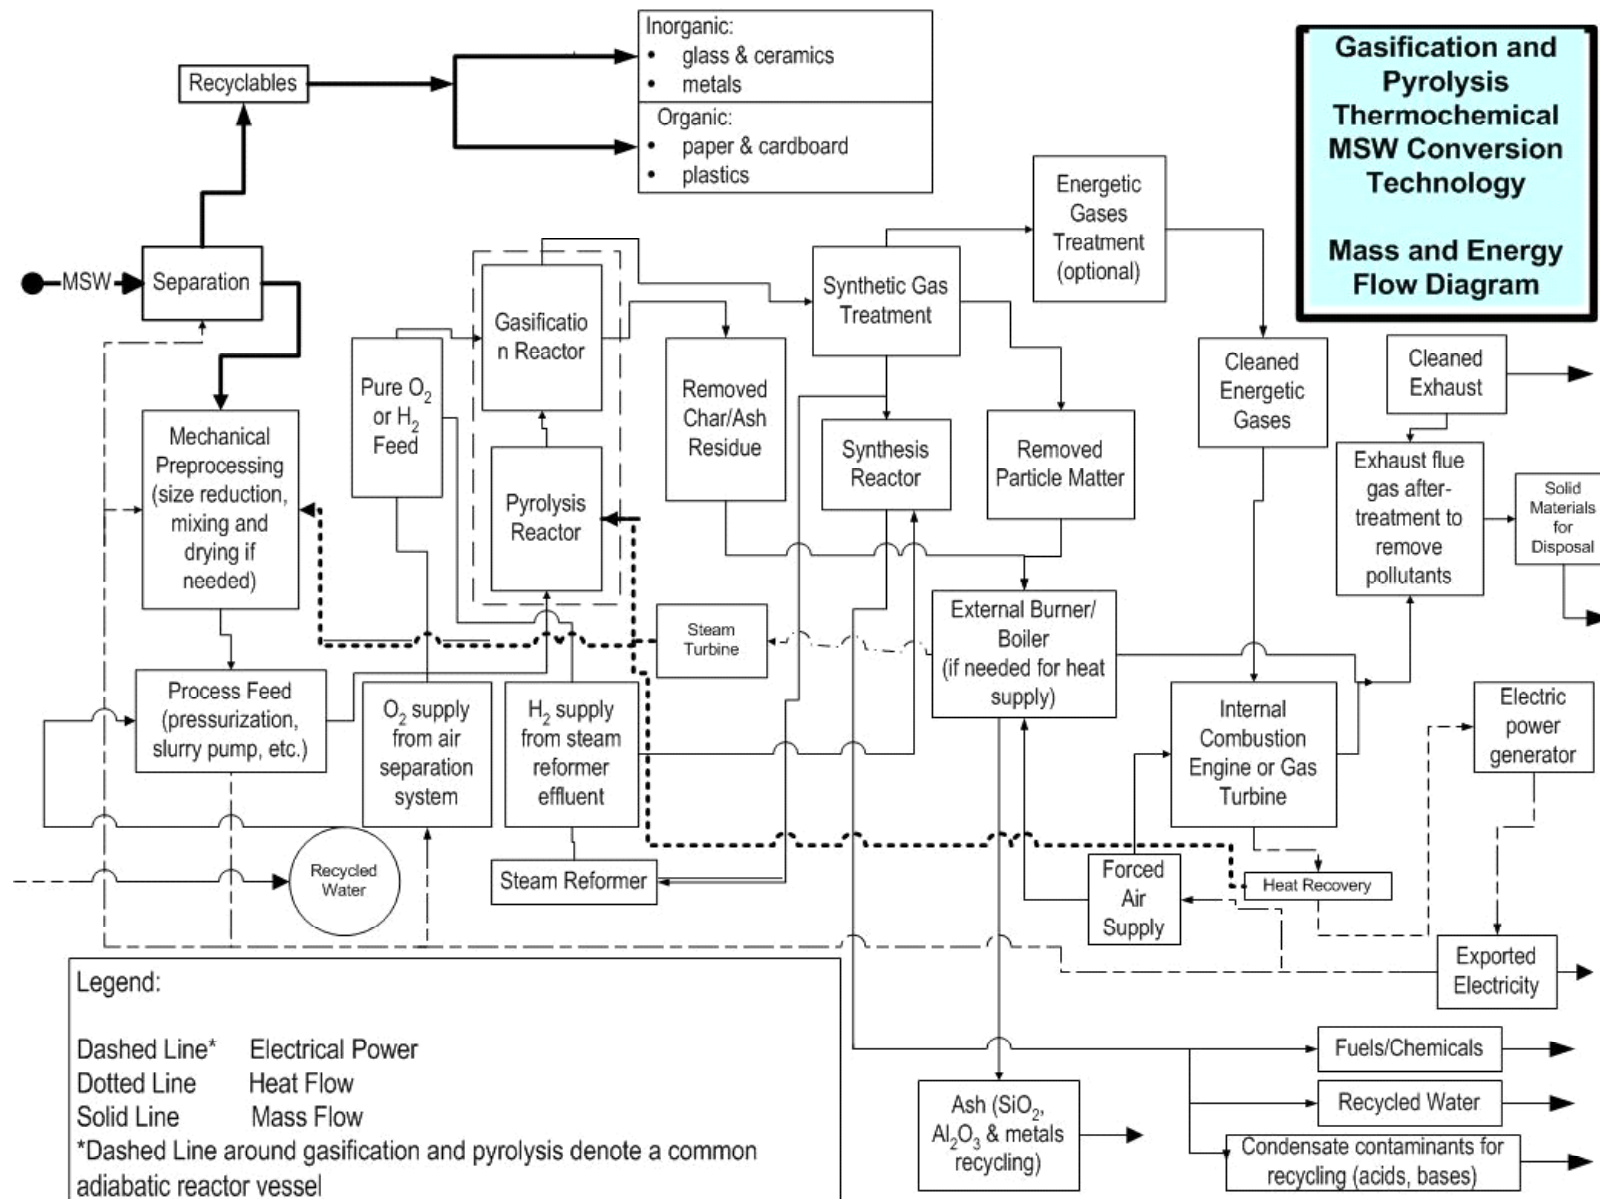 Inorganic:
• glass & ceramics
• metals
Organic:
• paper & cardboard
• plastics
Recyclables
Gasification and
Pyrolysis
Thermochemical
MSW Conversion
Technology
Mass and Energy
Flow Diagram
MSW
Separation
Energetic
Gases
Treatment
(optional)
Synthetic Gas
Treatment
Gasificatio
n Reactor
Pure O2
or H2
Feed
Removed
Char/Ash
Residue
Cleaned
Energetic
Gases
Cleaned
Exhaust
Mechanical
Preprocessing
(size reduction,
mixing and
drying if
needed)
Pyrolysis
Reactor
Synthesis
Reactor
Removed
Particle Matter
Exhaust flue
gas after-
treatment to
remove
pollutants
Solid
Materials
for
Disposal
Steam
Turbine
External Burner/
Boiler
(if needed for heat
supply)
Process Feed
(pressurization,
slurry pump, etc.)
O2 supply
from air
separation
system
H2 supply
from steam
reformer
effluent
Internal
Combustion
Engine or Gas
Turbine
Electric
power
generator
Recycled
Water
Steam Reformer
Forced
Air
Supply
Heat Recovery
Exported
Electricity
Legend:
Dashed Line* Electrical Power
Dotted Line Heat Flow
Solid Line Mass Flow
*Dashed Line around gasification and pyrolysis denote a common
adiabatic reactor vessel
Ash (SiO2,
Al2O3 & metals
recycling)
Fuels/Chemicals
Recycled Water
Condensate contaminants for
recycling (acids, bases)